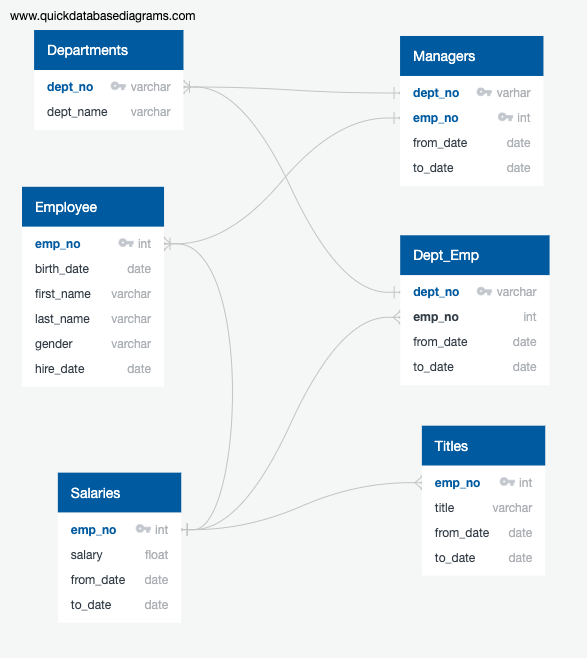 www.quickdatabasediagrams.com
Departments
dept_no varchar
dept_name varchar
Managers
dept_no varhar
emp_no int
from_date date
to_date date
Employee
emp_no int
birth_date date
first_name varchar
last_name varchar
gender varchar
hire_date date
Dept_Emp
dept_no varchar
emp_no int
from_date date
to_date date
Salaries
emp_no int
salary float
from_date date
to_date date
Titles
emp_no int
title varchar
from_date date
to_date date